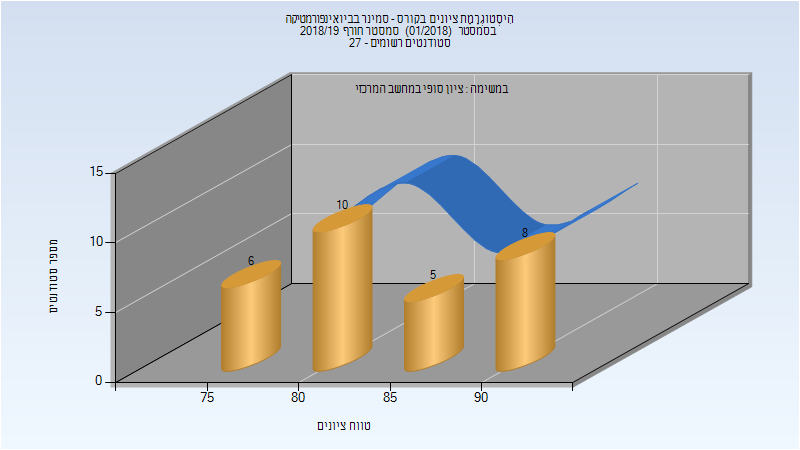 היסטוגרמת ציונים בקורס - סמינר בביואינפורמטיקה
בסמסטר (01/2018) סמסטר חורף 2018/19
סטודנטים רשומים - 27
במשימה : ציון סופי במחשב המרכזי
15
10
5
0
מספר סטודנטים
6
10
5
8
75
80
85
90
טווח ציונים